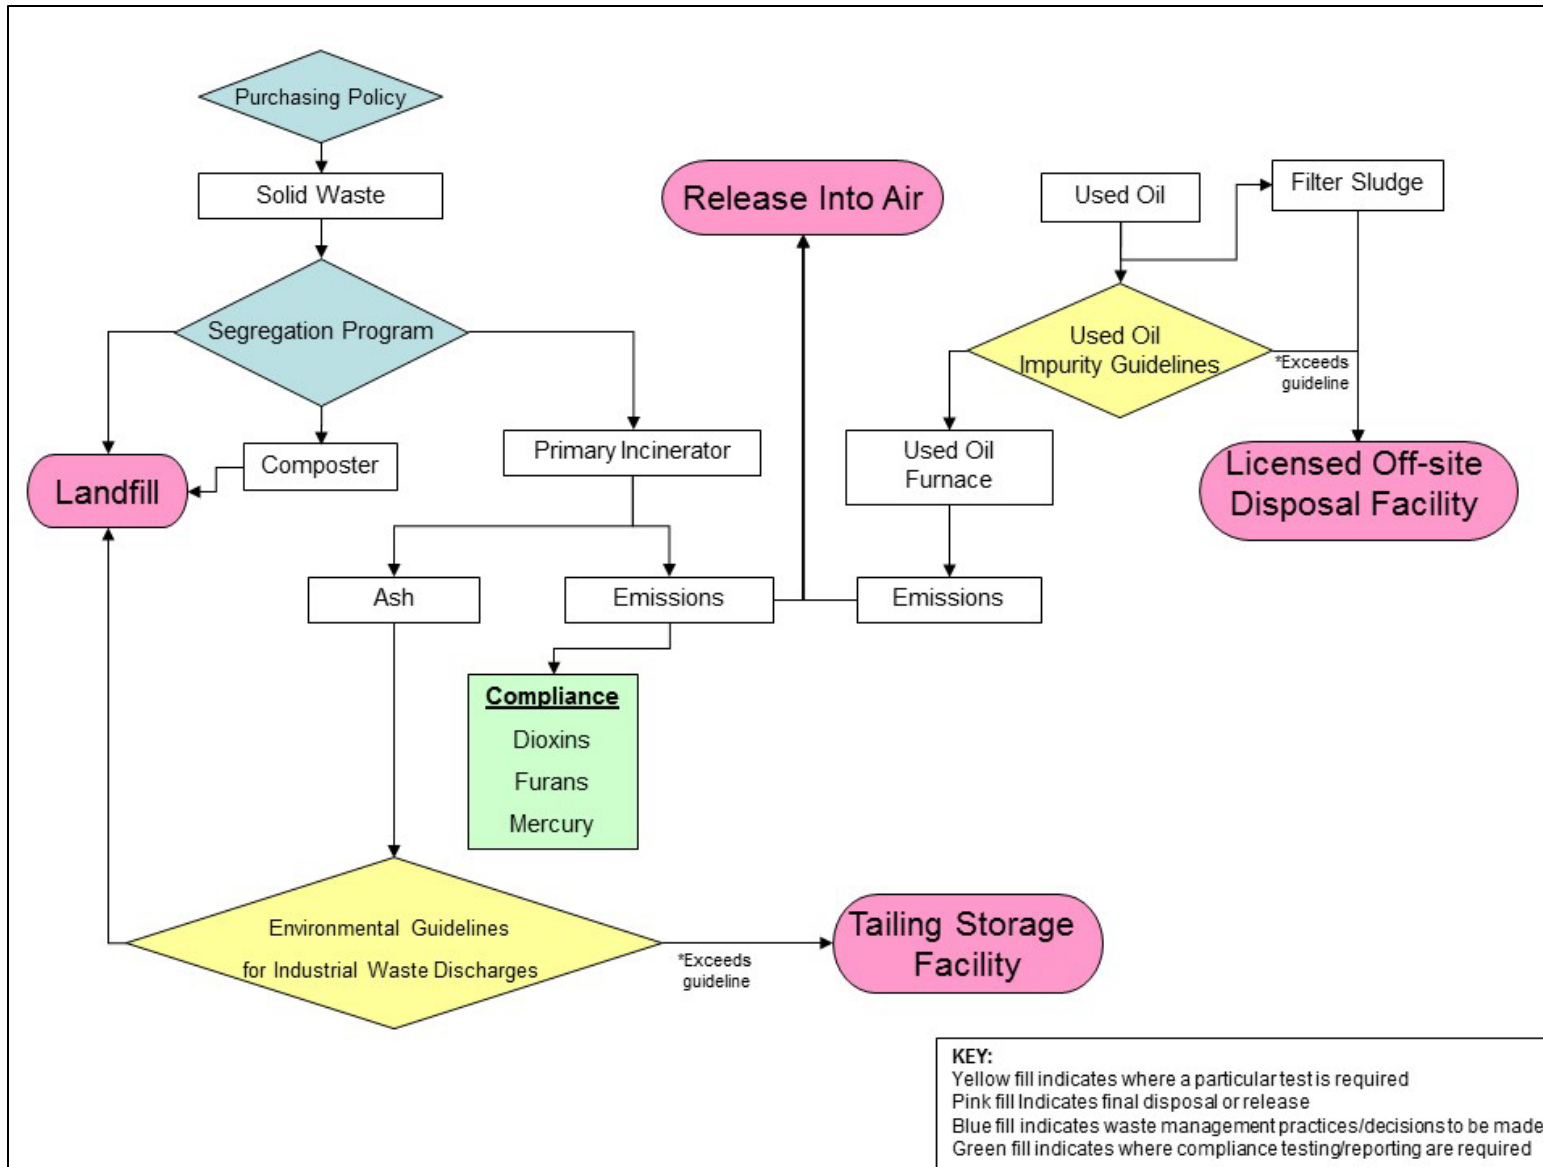 Purchasing Policy
Solid Waste
Segregation Program
Landfill
Composter
Primary Incinerator
Ash
Emissions
Compliance
Dioxins
Furans
Mercury
Environmental Guidelines
for Industrial Waste Discharges
*Exceeds
guideline
Tailing Storage
Facility
Release Into Air
Used Oil
Filter Sludge
Used Oil
Impurity Guidelines
*Exceeds
guideline
Used Oil
Furnace
Emissions
Licensed Off-site
Disposal Facility
KEY:
Yellow fill indicates where a particular test is required
Pink fill Indicates final disposal or release
Blue fill indicates waste management practices/decisions to be made
Green fill indicates where compliance testing/reporting are required